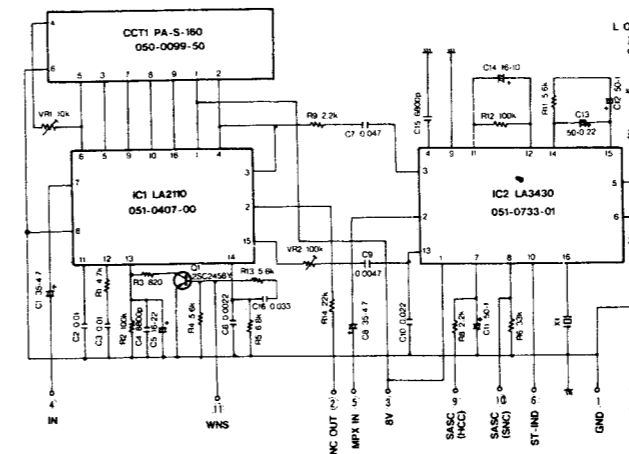 L O
CCT1 PA-S-160
050-0099-50
4
6
5 3 7 8 9 1 2
VR1 10k
R9 2.2k
C7 0.047
C15 6800p
C14 16-10
R12 100k
R11 5.6k
C13
50-0.22
C12 50-1
6 5 9 10 16 1 4
7
8
3
2
15
IC1 LA2110
051-0407-00
11 12 13 14
4 9 11 12 14 15
3
2
13
IC2 LA3430
051-0733-01
5
6
1 7 8 10 16
VR2 100k
C9
0.0047
Q1
2SC2458Y
R13 5.6k
C16 0.033
R3 820
C1 35-4.7
C2 0.01
R1 4.7k
C3 0.01
R2 100k
C4 6800p
C5 16-22
R4 5.6k
C6 0.0022
R5 6.8k
R14 22k
C8 35-4.7
C10 0.022
R8 2.2k
C11 50-1
R6 33k
X1
4
IN
11
WNS
2
NC OUT
5
MPX IN
3
8V
9
SASC
(HCC)
10
SASC
(SNC)
6
ST-IND
1
GND